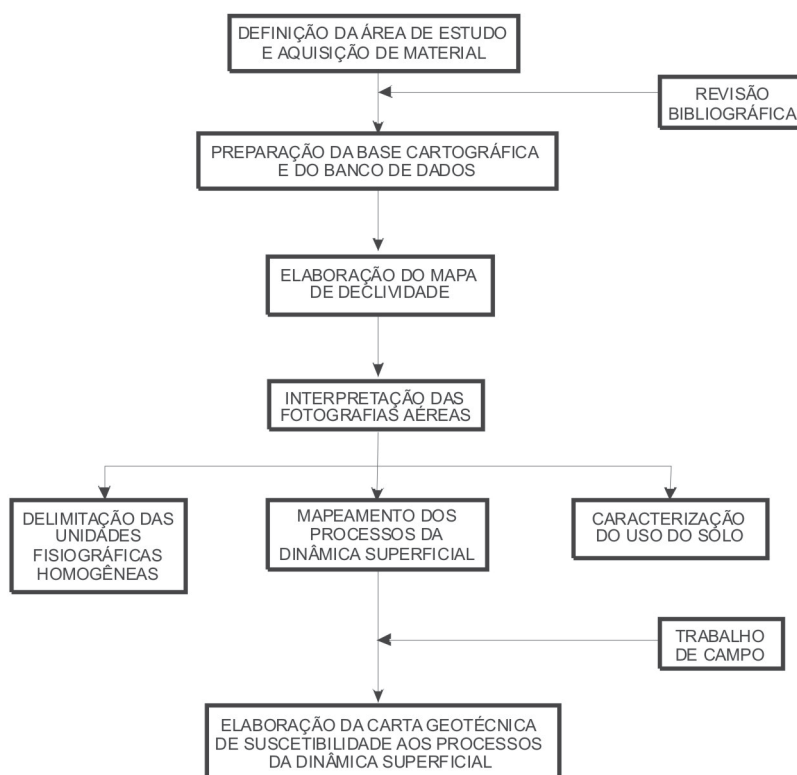 DEFINIÇÃO DA ÁREA DE ESTUDO
E AQUISIÇÃO DE MATERIAL
REVISÃO
BIBLIOGRÁFICA
PREPARAÇÃO DA BASE CARTOGRÁFICA
E DO BANCO DE DADOS
ELABORAÇÃO DO MAPA
DE DECLIVIDADE
INTERPRETAÇÃO DAS
FOTOGRAFIAS AÉREAS
DELIMITAÇÃO DAS
UNIDADES
FISIOGRÁFICAS
HOMOGÊNEAS
MAPEAMENTO DOS
PROCESSOS DA
DINÂMICA SUPERFICIAL
CARACTERIZAÇÃO
DO USO DO SOLO
TRABALHO
DE CAMPO
ELABORAÇÃO DA CARTA GEOTÉCNICA
DE SUSCETIBILIDADE AOS PROCESSOS
DA DINÂMICA SUPERFICIAL